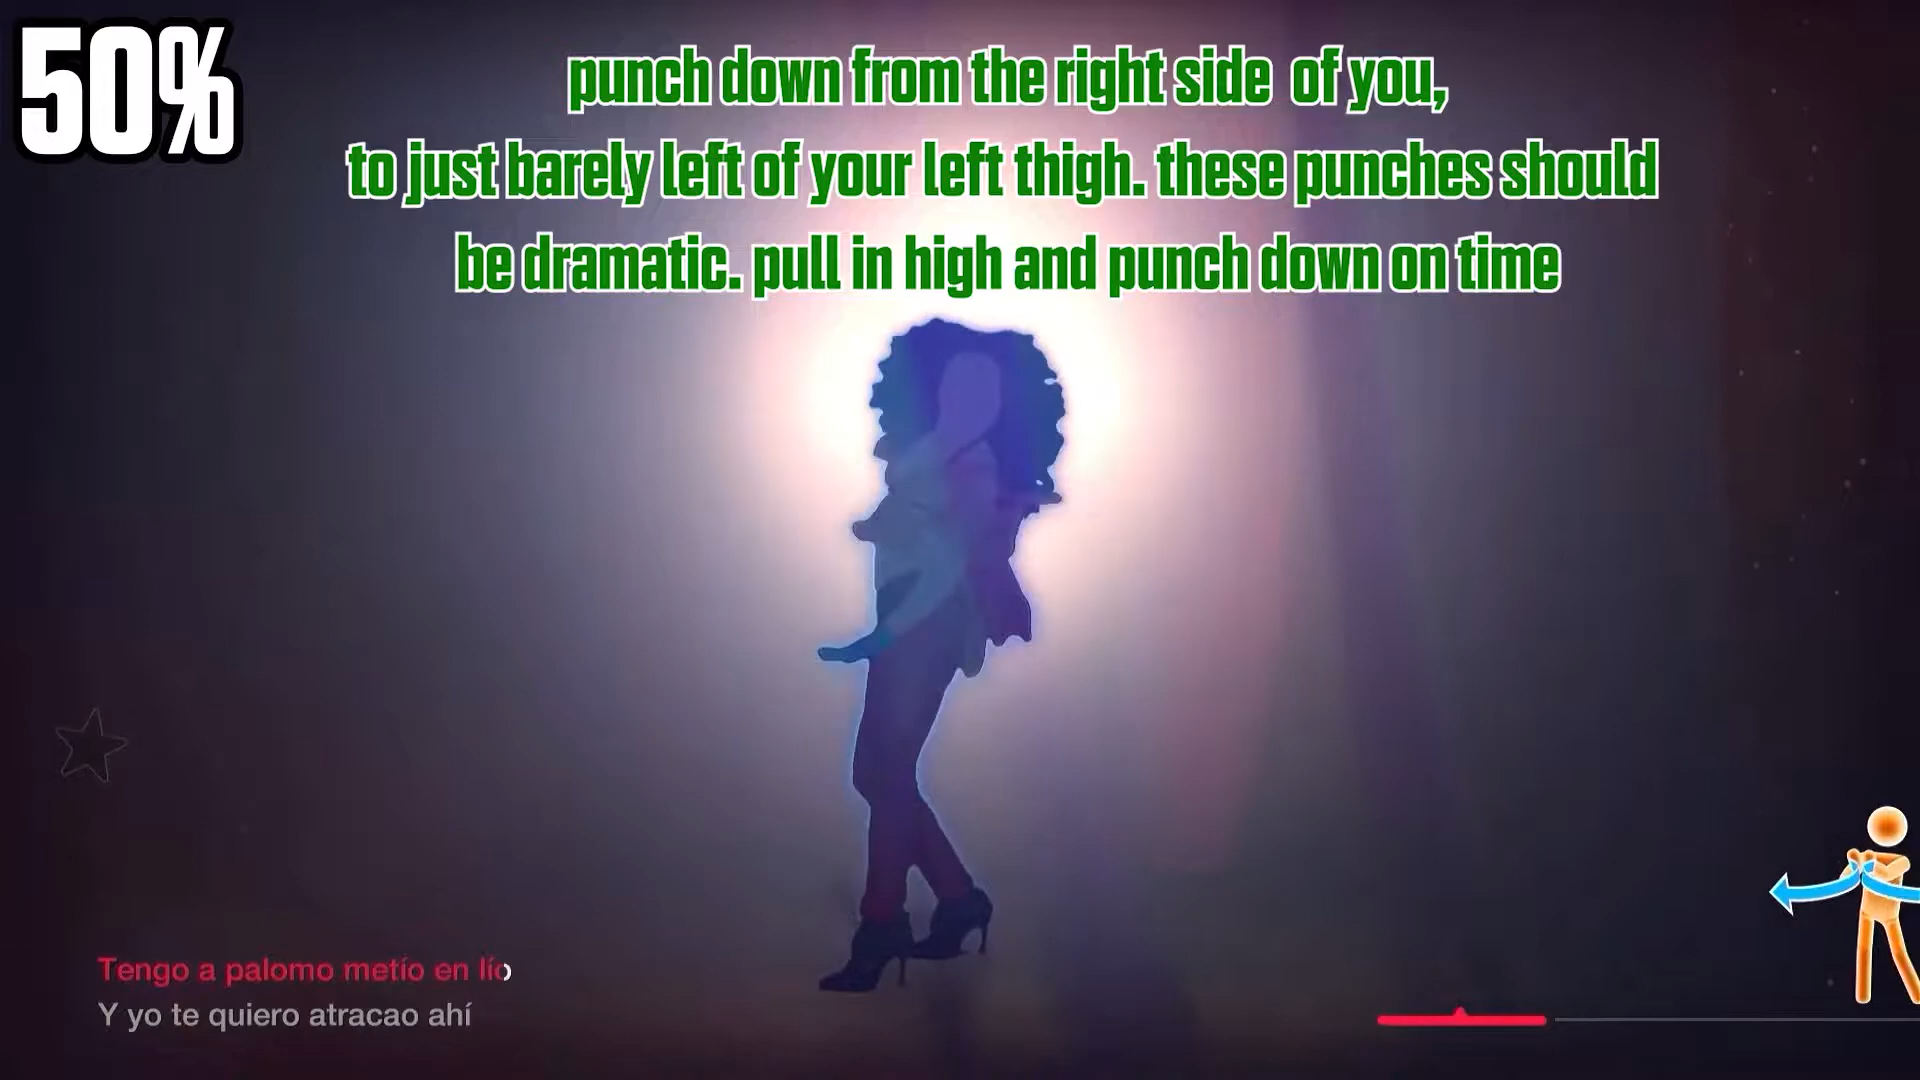 50%
punch down from the right side of you,
to just barely left of your left thigh. these punches should
be dramatic. pull in high and punch down on time
Tengo a palomo metío en lío
Y yo te quiero atracao ahí